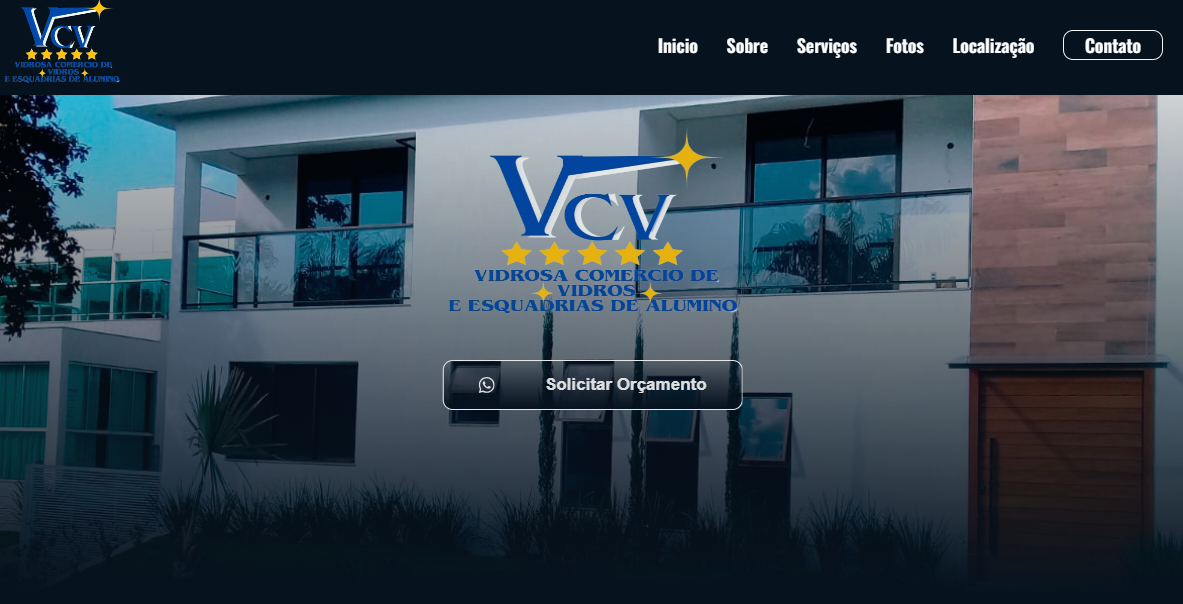 VCV
VIDROSA COMERCIO DE
VIDROS
E ESQUADRIAS DE ALUMINO
Inicio Sobre Serviços Fotos Localização Contato
VCV
VIDROSA COMERCIO DE
VIDROS
E ESQUADRIAS DE ALUMINO
Solicitar Orçamento